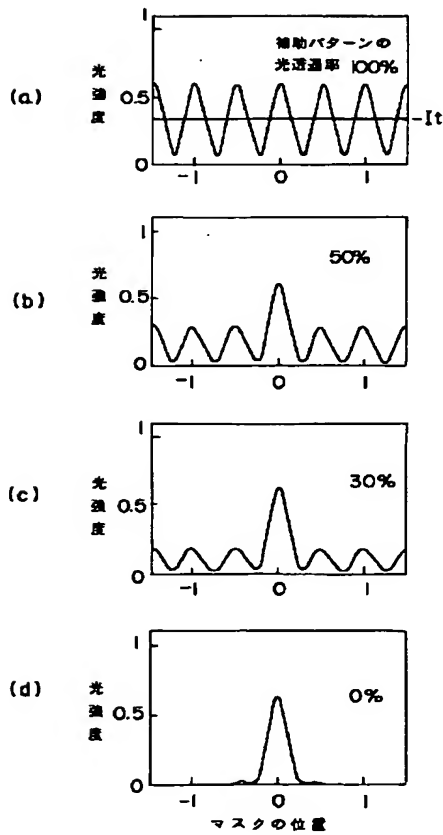 (a)
光強度
1
0.5
0
補助パターンの
光透過率 100%
It
-1 0 1
(b)
光強度
1
0.5
0
50%
-1 0 1
(c)
光強度
1
0.5
0
30%
-1 0 1
(d)
光強度
1
0.5
0
0%
-1 0 1
マスクの位置